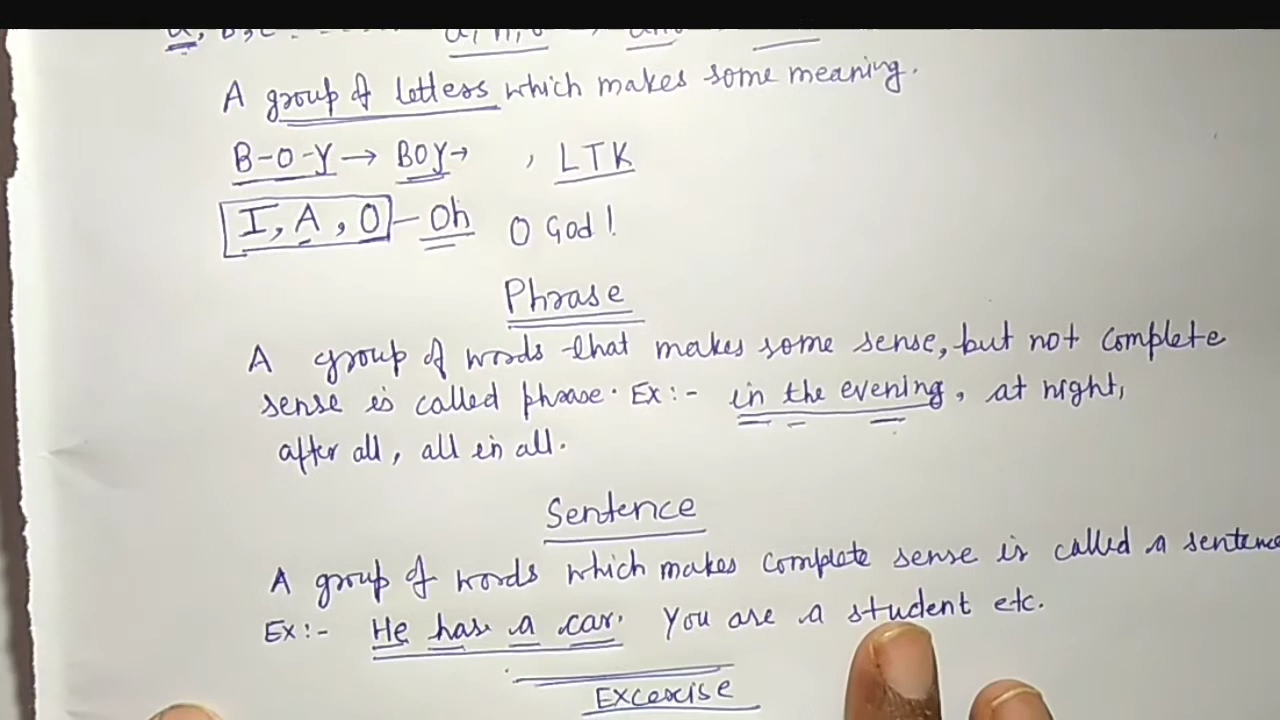 a, b, c
A group of letters which makes some meaning.
B-O-Y → BOY → , LTK
I, A, O - Oh O God!
Phrase
A group of words that makes some sense, but not complete
sense is called phrase. Ex:- in the evening, at night,
after all, all in all.
Sentence
A group of words which makes complete sense is called a sentence
Ex:- He has a car. You are a student etc.
Excercise